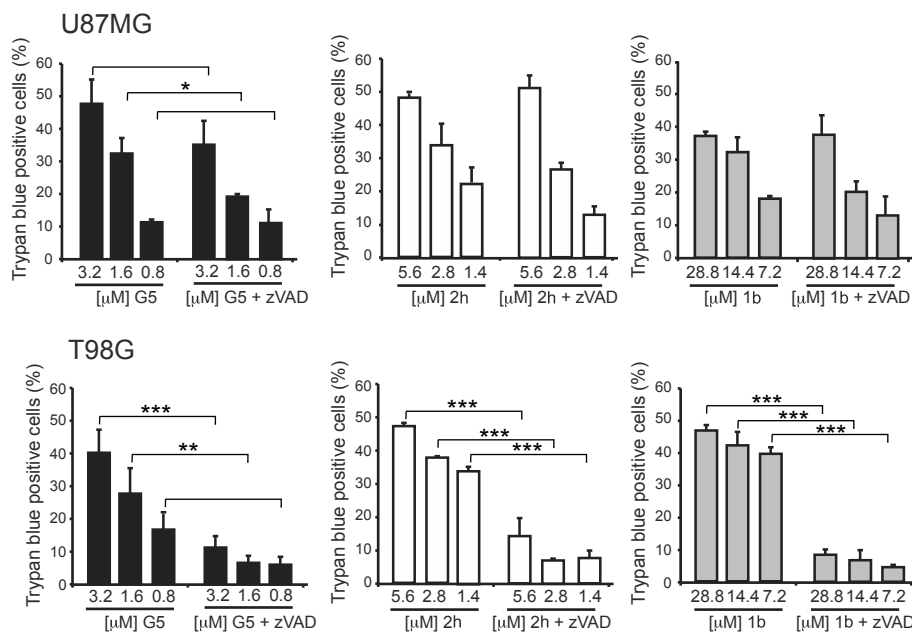 U87MG
Trypan blue positive cells (%)
60
50
40
30
20
10
0
*
3.2 1.6 0.8 3.2 1.6 0.8
[µM] G5 [µM] G5 + zVAD
Trypan blue positive cells (%)
60
50
40
30
20
10
0
5.6 2.8 1.4 5.6 2.8 1.4
[µM] 2h [µM] 2h + zVAD
Trypan blue positive cells (%)
60
50
40
30
20
10
0
28.8 14.4 7.2 28.8 14.4 7.2
[µM] 1b [µM] 1b + zVAD
T98G
Trypan blue positive cells (%)
60
50
40
30
20
10
0
***
**
3.2 1.6 0.8 3.2 1.6 0.8
[µM] G5 [µM] G5 + zVAD
Trypan blue positive cells (%)
60
50
40
30
20
10
0
***
***
***
5.6 2.8 1.4 5.6 2.8 1.4
[µM] 2h [µM] 2h + zVAD
Trypan blue positive cells (%)
60
50
40
30
20
10
0
***
***
***
28.8 14.4 7.2 28.8 14.4 7.2
[µM] 1b [µM] 1b + zVAD